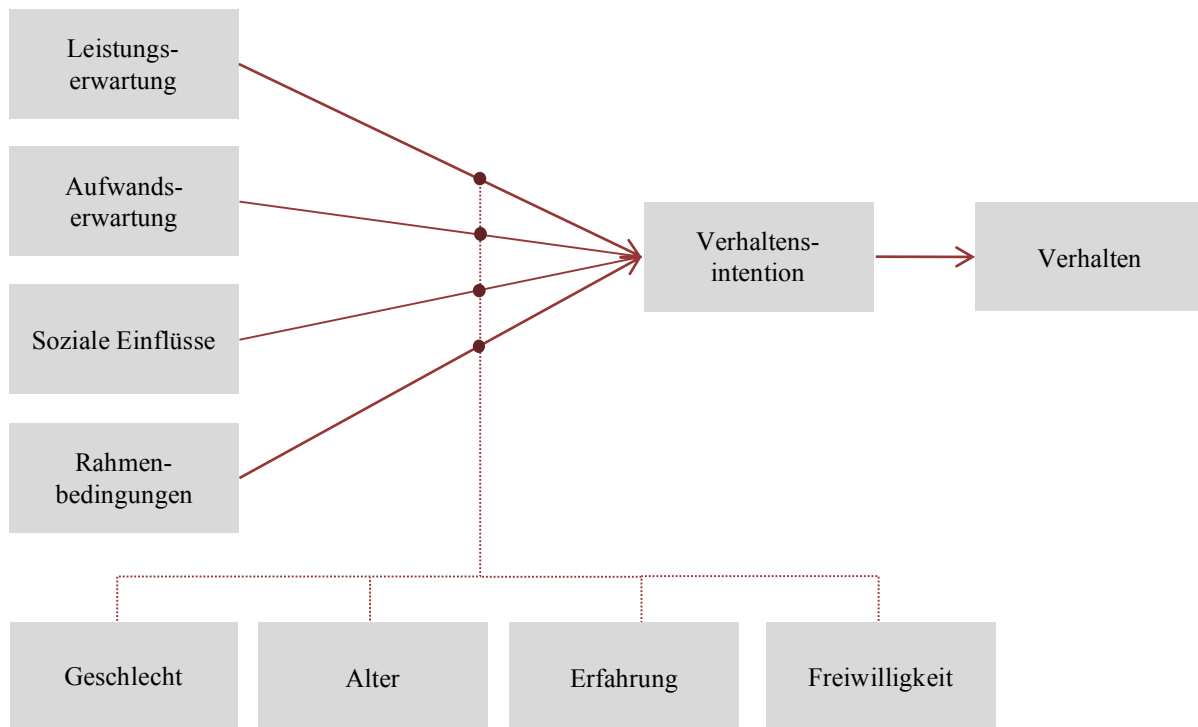 Leistungs-
erwartung
Aufwands-
erwartung
Soziale Einflüsse
Rahmen-
bedingungen
Verhaltens-
intention
Verhalten
Geschlecht
Alter
Erfahrung
Freiwilligkeit